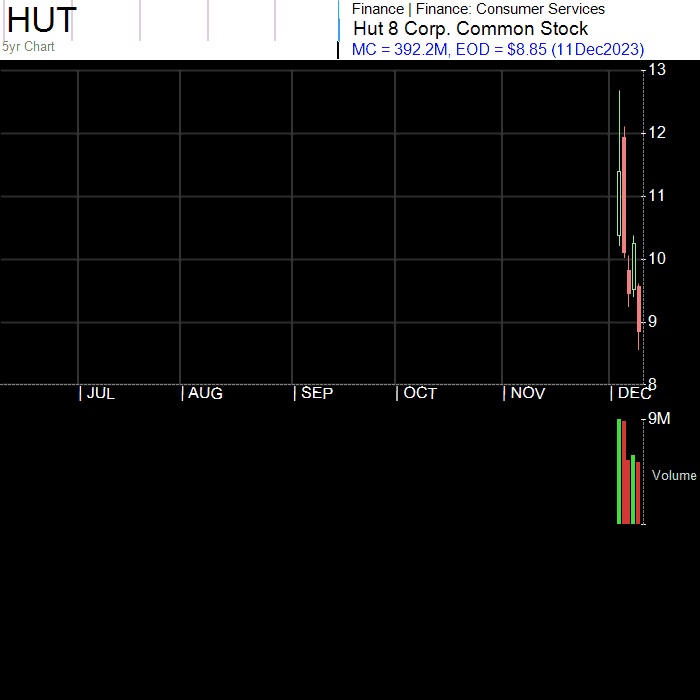 HUT
5yr Chart
Finance | Finance: Consumer Services
Hut 8 Corp. Common Stock
MC = 392.2M, EOD = $8.85 (11Dec2023)
13
12
11
10
9
8
| JUL | AUG | SEP | OCT | NOV | DEC
9M
Volume